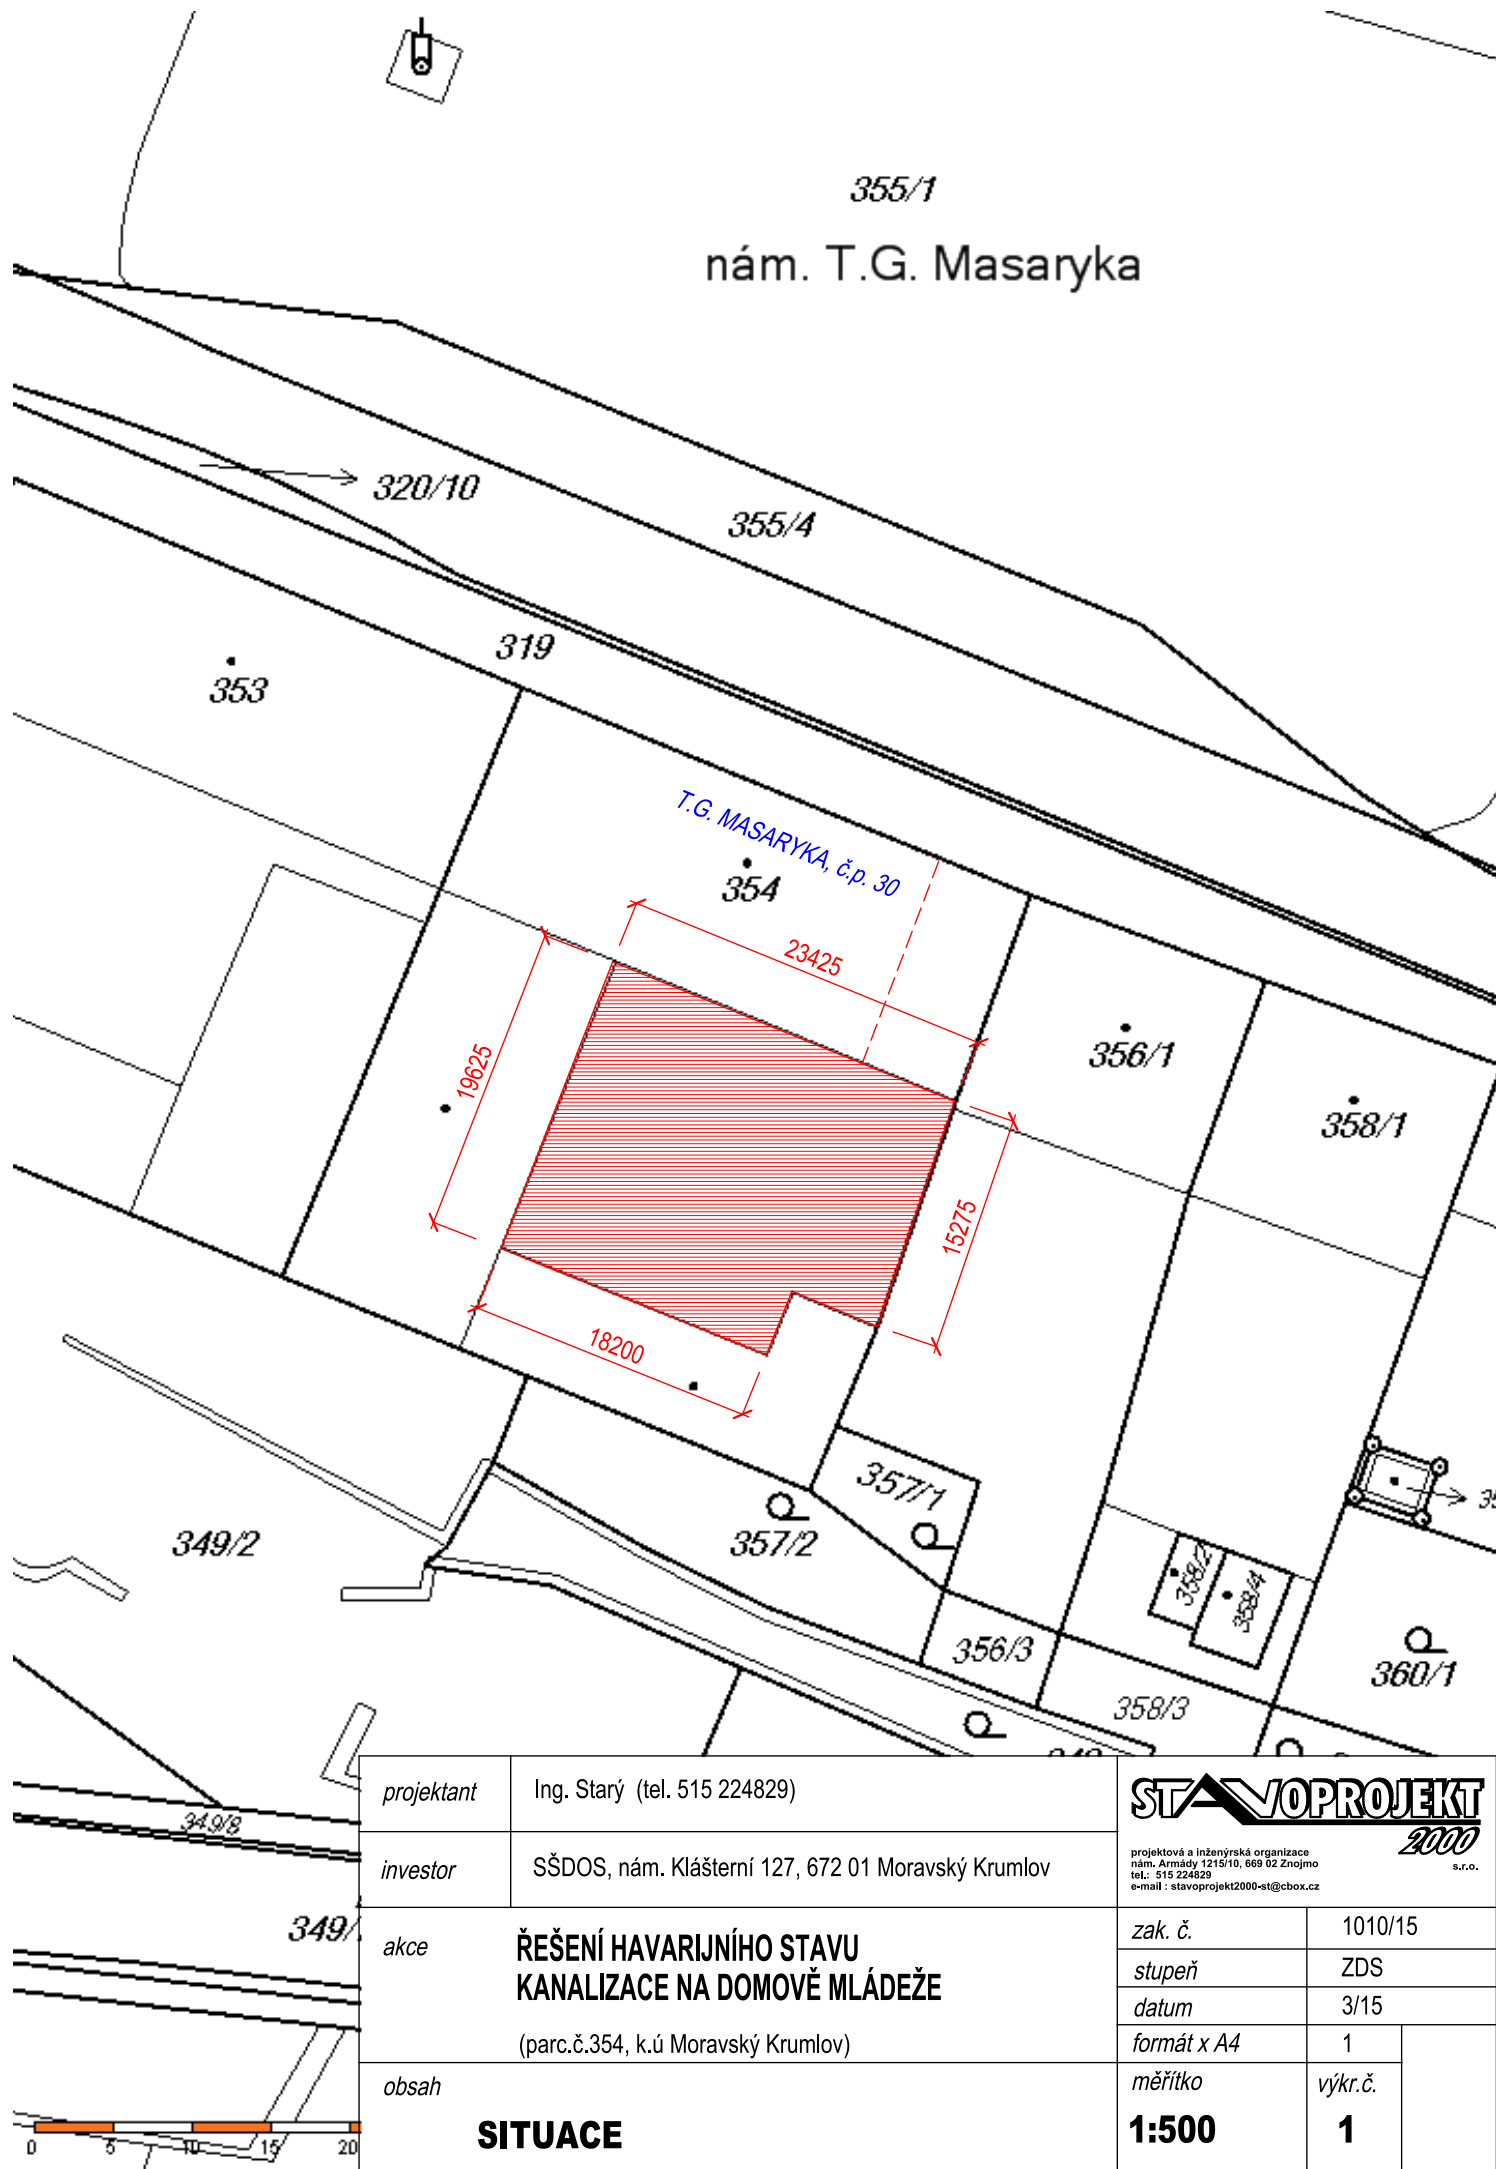 355/1
nám. T.G. Masaryka
320/10
355/4
319
353
T.G. MASARYKA, č.p. 30
354
23425
19625
356/1
358/1
15275
18200
357/1
349/2
357/2
358/2
358/4
356/3
360/1
358/3
349/8
349/
0 5 10 15 20
projektant Ing. Starý (tel. 515 224829)
STAVOPROJEKT
2000
s.r.o.
projektová a inženýrská organizace
nám. Armády 1215/10, 669 02 Znojmo
tel.: 515 224829
e-mail : stavoprojekt2000-st@cbox.cz
investor SŠDOS, nám. Klášterní 127, 672 01 Moravský Krumlov
akce ŘEŠENÍ HAVARIJNÍHO STAVU
KANALIZACE NA DOMOVĚ MLÁDEŽE
(parc.č.354, k.ú Moravský Krumlov)
zak. č. 1010/15
stupeň ZDS
datum 3/15
formát x A4 1
obsah
SITUACE
měřítko výkr.č.
1:500 1